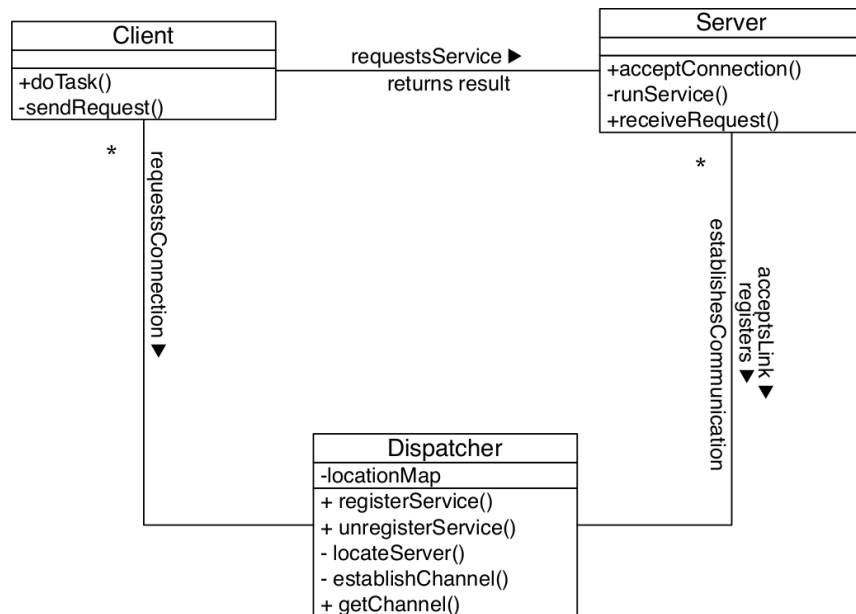 Client
+doTask()
-sendRequest()
requestsService ▶
returns result
Server
+acceptConnection()
-runService()
+receiveRequest()
*
requestsConnection ▼
*
establishesCommunication
registers ▼
acceptsLink ▼
Dispatcher
-locationMap
+ registerService()
+ unregisterService()
- locateServer()
- establishChannel()
+ getChannel()